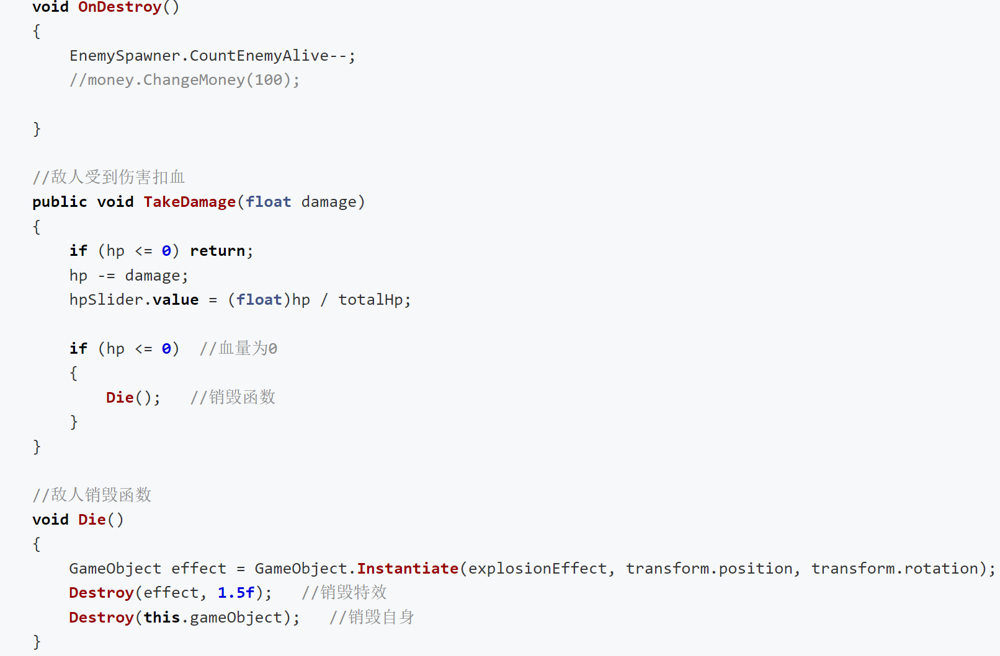 void OnDestroy()
{
    EnemySpawner.CountEnemyAlive--;
    //money.ChangeMoney(100);

}

//敌人受到伤害扣血
public void TakeDamage(float damage)
{
    if (hp <= 0) return;
    hp -= damage;
    hpSlider.value = (float)hp / totalHp;

    if (hp <= 0)  //血量为0
    {
        Die();   //销毁函数
    }
}

//敌人销毁函数
void Die()
{
    GameObject effect = GameObject.Instantiate(explosionEffect, transform.position, transform.rotation);
    Destroy(effect, 1.5f);   //销毁特效
    Destroy(this.gameObject);   //销毁自身
}